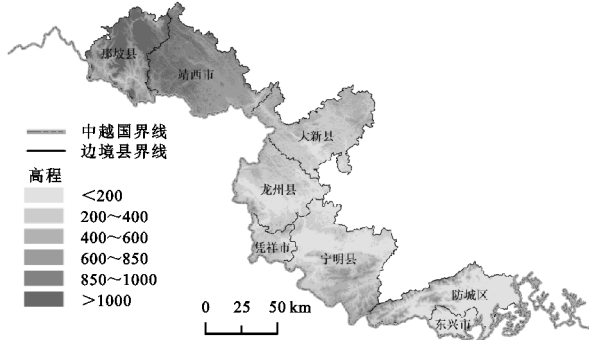 那坡县
靖西市
大新县
龙州县
凭祥市
宁明县
防城区
东兴市
中越国界线
边境县界线
高程
<200
200～400
400～600
600～850
850～1000
>1000
0 25 50 km